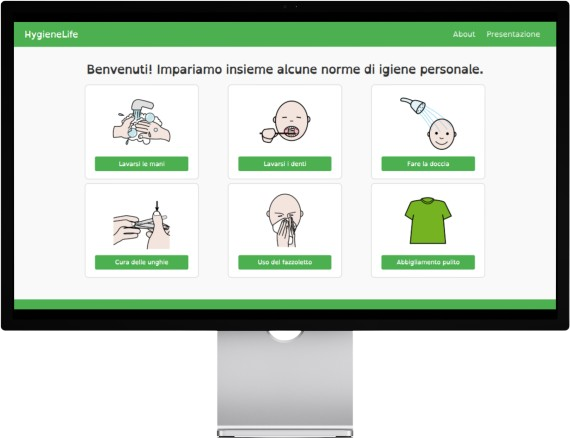 HygieneLife
About
Presentazione
Benvenuti! Impariamo insieme alcune norme di igiene personale.
Lavarsi le mani
Lavarsi i denti
Fare la doccia
Cura delle unghie
Uso del fazzoletto
Abbigliamento pulito